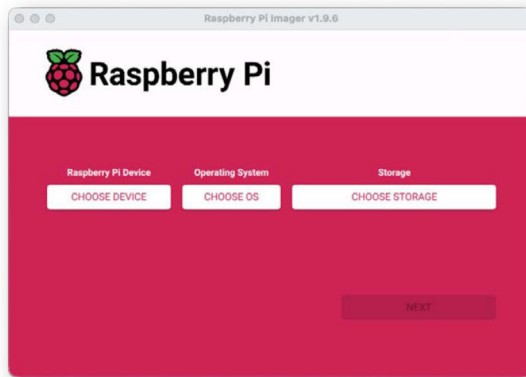 Raspberry Pi Imager v1.9.6
Raspberry Pi
Raspberry Pi Device Operating System Storage
CHOOSE DEVICE CHOOSE OS CHOOSE STORAGE
NEXT